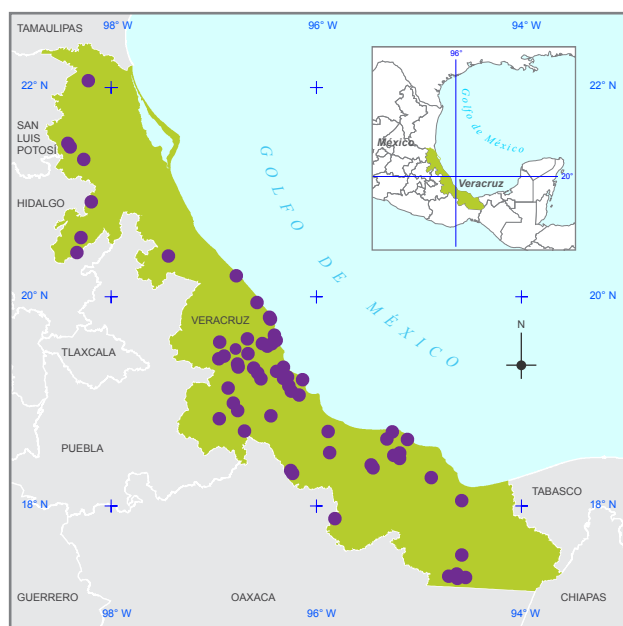 98° W
96° W
94° W
TAMAULIPAS
22° N
22° N
SAN
LUIS
POTOSÍ
HIDALGO
96°
Golfo de México
México
20°
Veracruz
GOLFO DE MÉXICO
20° N
20° N
VERACRUZ
N
TLAXCALA
PUEBLA
TABASCO
18° N
18° N
GUERRERO
OAXACA
CHIAPAS
98° W
96° W
94° W